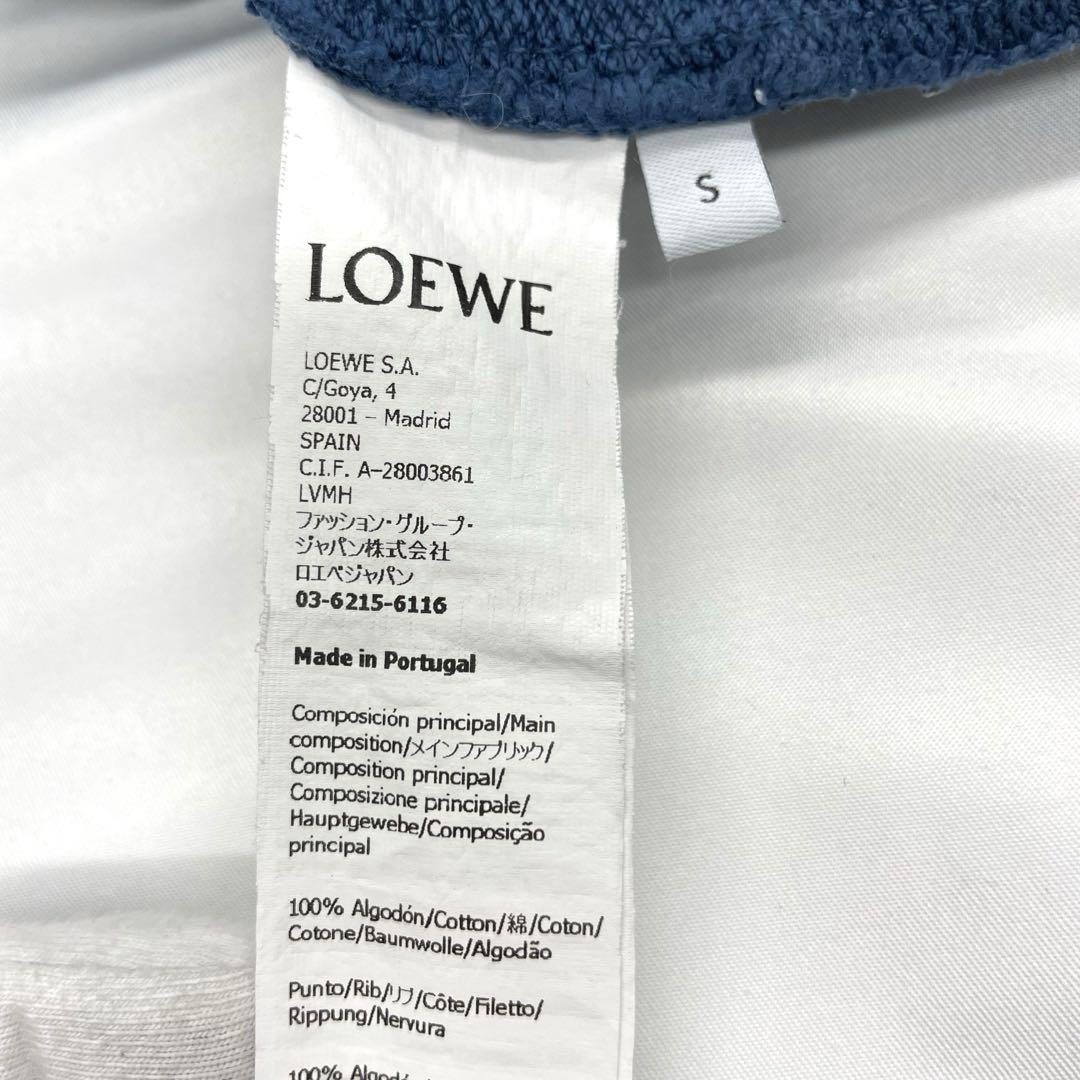 S
LOEWE
LOEWE S.A.
C/Goya, 4
28001 – Madrid
SPAIN
C.I.F. A–28003861
LVMH
ファッション・グループ・
ジャパン株式会社
ロエベジャパン
03-6215-6116
Made in Portugal
Composición principal/Main
composition/メインファブリック/
Composition principal/
Composizione principale/
Hauptgewebe/Composição
principal
100% Algodón/Cotton/綿/Coton/
Cotone/Baumwolle/Algodão
Punto/Rib/リブ/Côte/Filetto/
Rippung/Nervura
100%